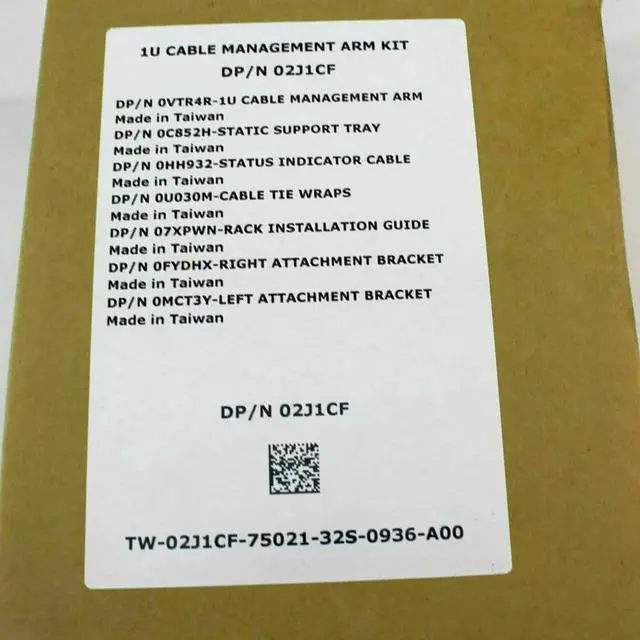 1U CABLE MANAGEMENT ARM KIT
DP/N 02J1CF
DP/N 0VTR4R-1U CABLE MANAGEMENT ARM
Made in Taiwan
DP/N 0C852H-STATIC SUPPORT TRAY
Made in Taiwan
DP/N 0HH932-STATUS INDICATOR CABLE
Made in Taiwan
DP/N 0U030M-CABLE TIE WRAPS
Made in Taiwan
DP/N 07XPWN-RACK INSTALLATION GUIDE
Made in Taiwan
DP/N 0FYDHX-RIGHT ATTACHMENT BRACKET
Made in Taiwan
DP/N 0MCT3Y-LEFT ATTACHMENT BRACKET
Made in Taiwan
DP/N 02J1CF
TW-02J1CF-75021-32S-0936-A00